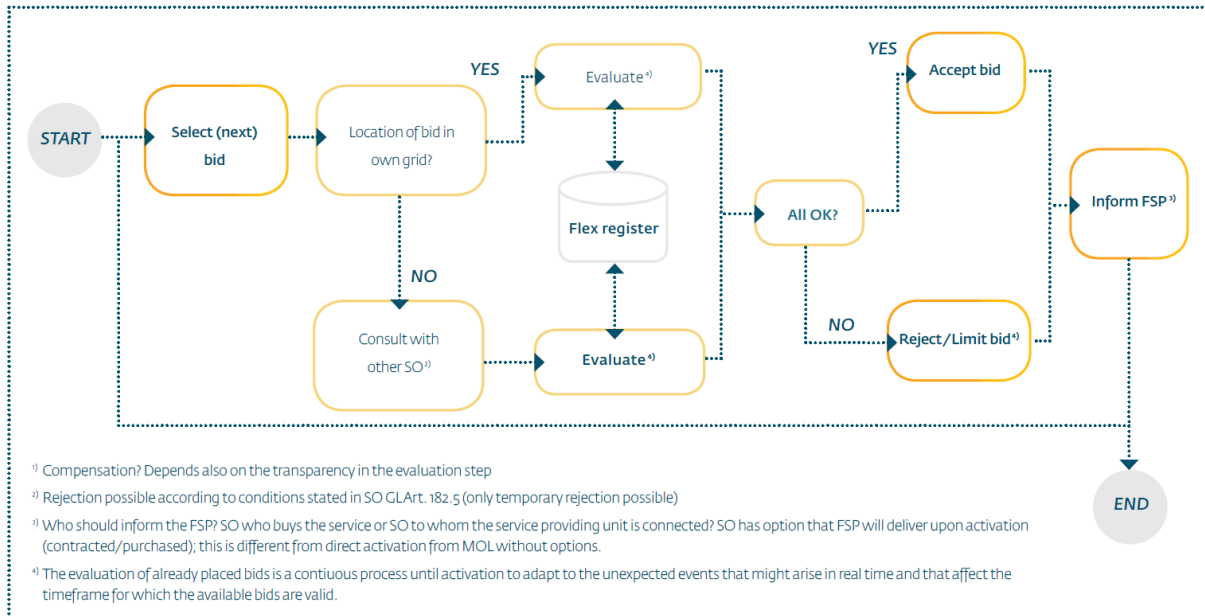 START
Select (next)
bid
Location of bid in
own grid?
YES
Evaluate ⁴⁾
Flex register
NO
Consult with
other SO²⁾
Evaluate⁴⁾
All OK?
YES
Accept bid
NO
Reject/Limit bid⁴⁾
Inform FSP ³⁾
END
¹⁾ Compensation? Depends also on the transparency in the evaluation step
²⁾ Rejection possible according to conditions stated in SO GLArt. 182.5 (only temporary rejection possible)
³⁾ Who should inform the FSP? SO who buys the service or SO to whom the service providing unit is connected? SO has option that FSP will deliver upon activation
(contracted/purchased); this is different from direct activation from MOL without options.
⁴⁾ The evaluation of already placed bids is a contiuous process until activation to adapt to the unexpected events that might arise in real time and that affect the
timeframe for which the available bids are valid.